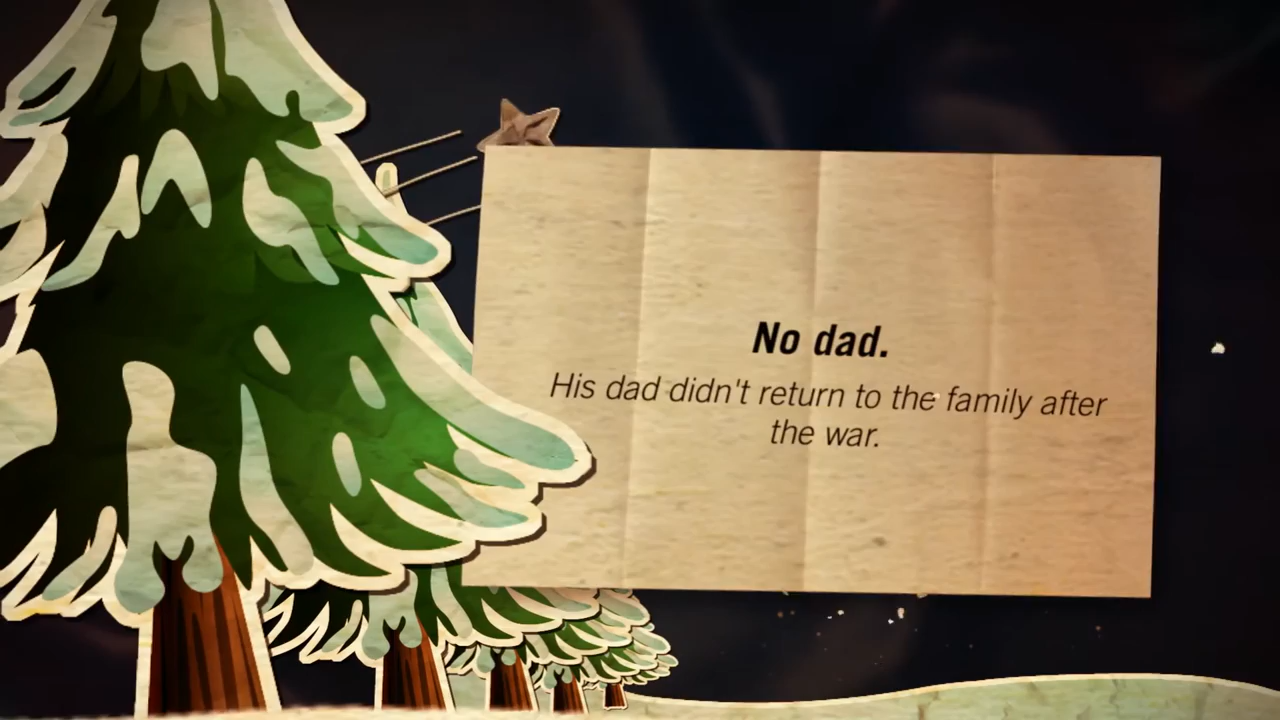 No dad.
His dad didn't return to the family after
the war.